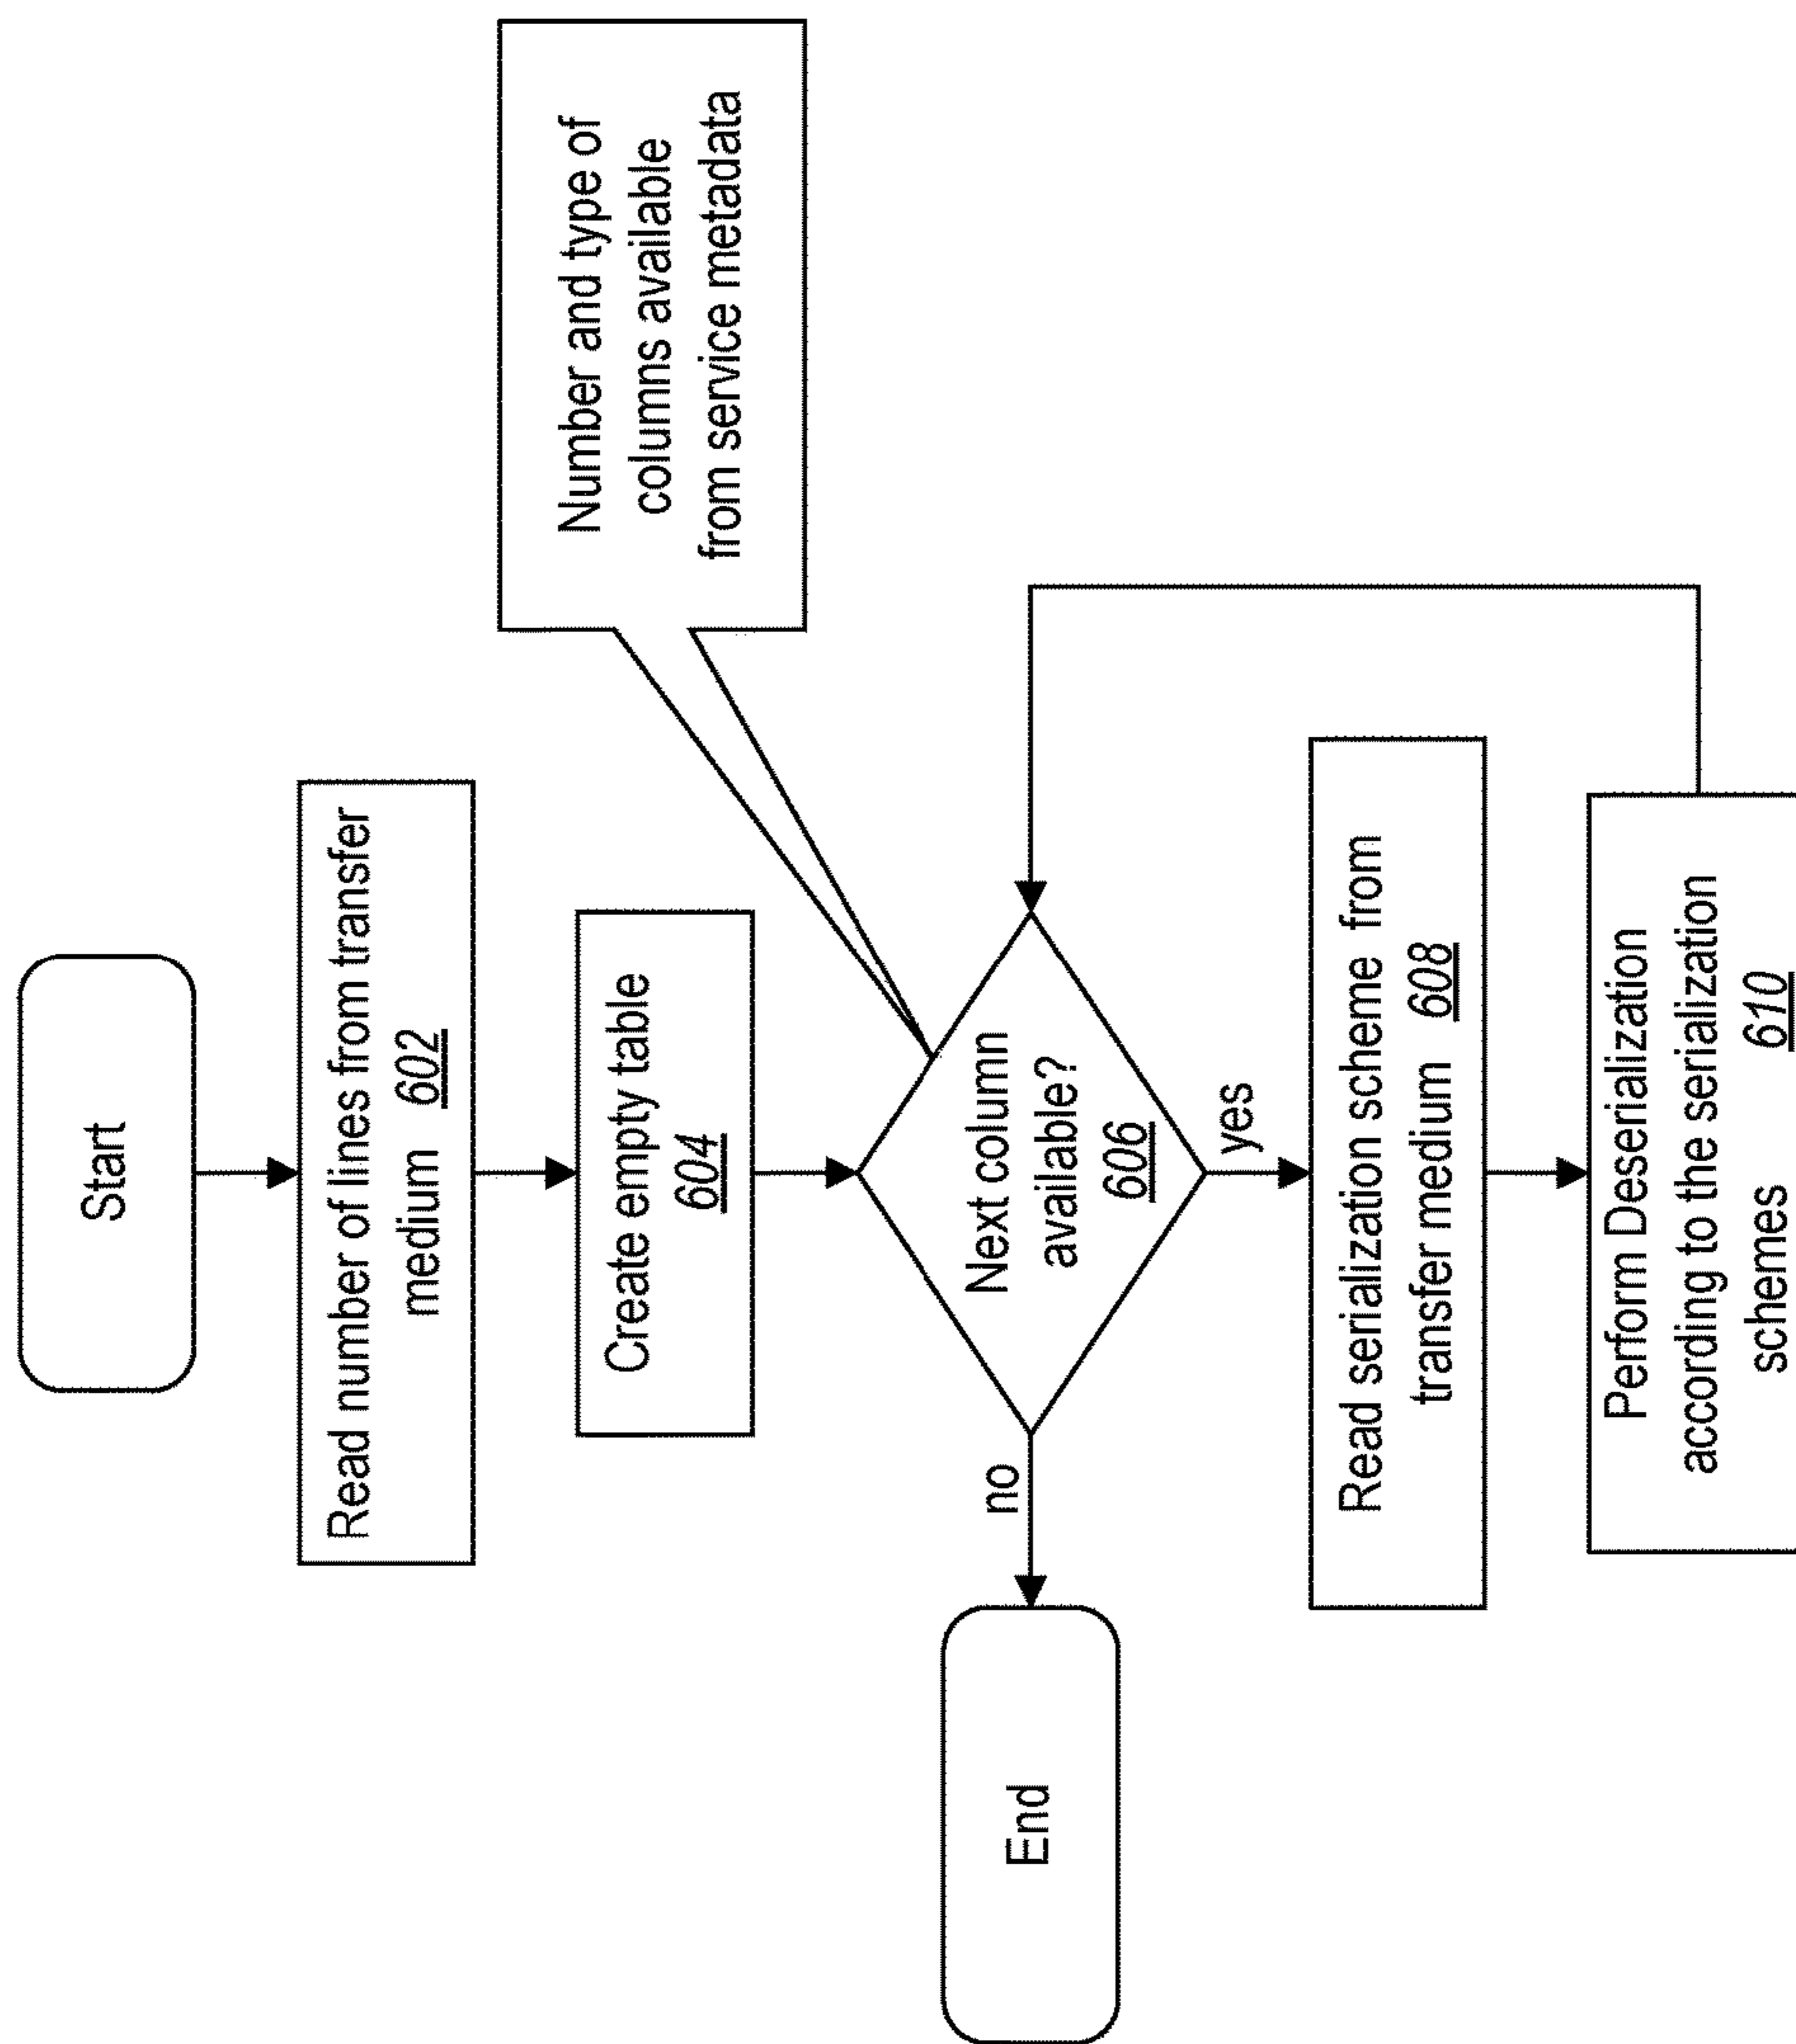 Start
Read number of lines from transfer
medium 602
Create empty table
604
Number and type of
columns available
from service metadata
Next column
available?
606
no
yes
End
Read serialization scheme from
transfer medium 608
Perform Deserialization
according to the serialization
schemes 610